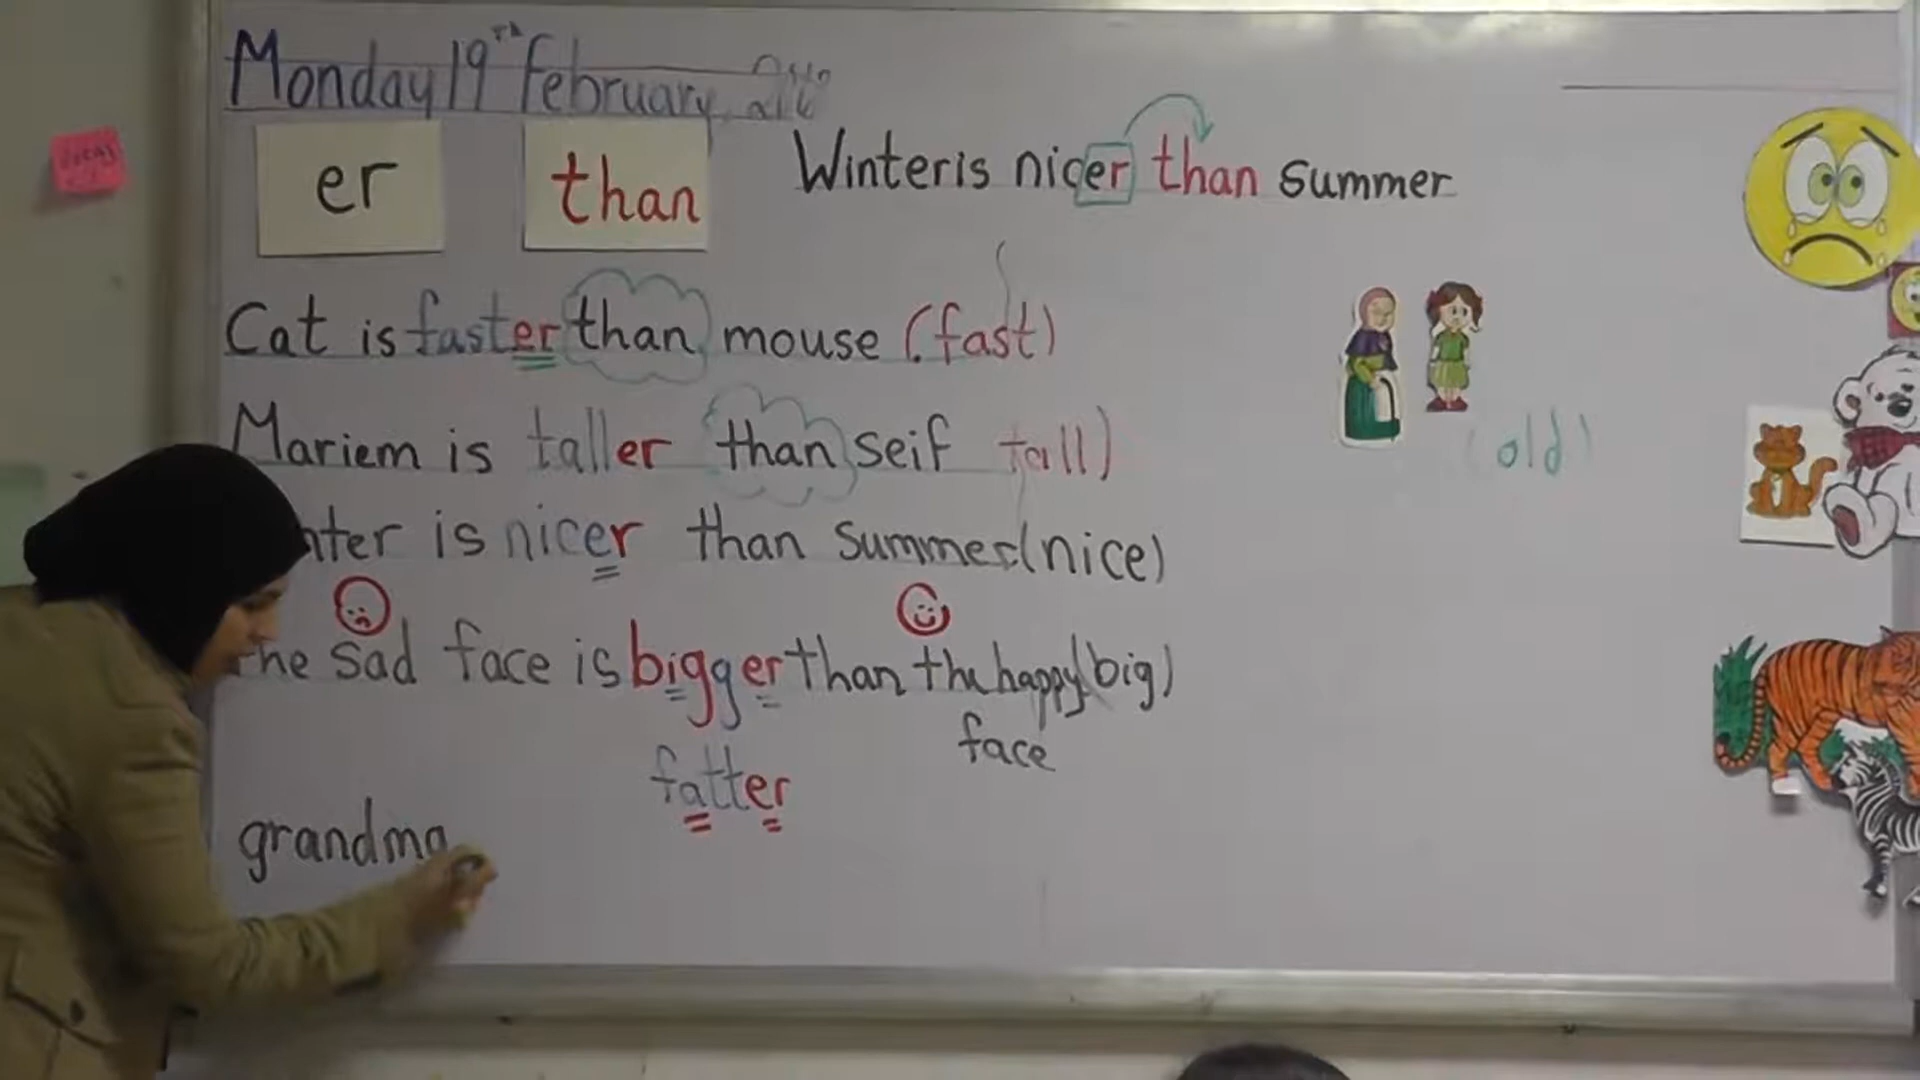 Monday 19th February
er
than
Winter is nicer than summer
Cat is faster than mouse (fast)
Mariem is taller than seif tall)
nter is nicer than summer (nice)
(old)
the sad face is bigger than the happy (big)
face
fatter
grandma